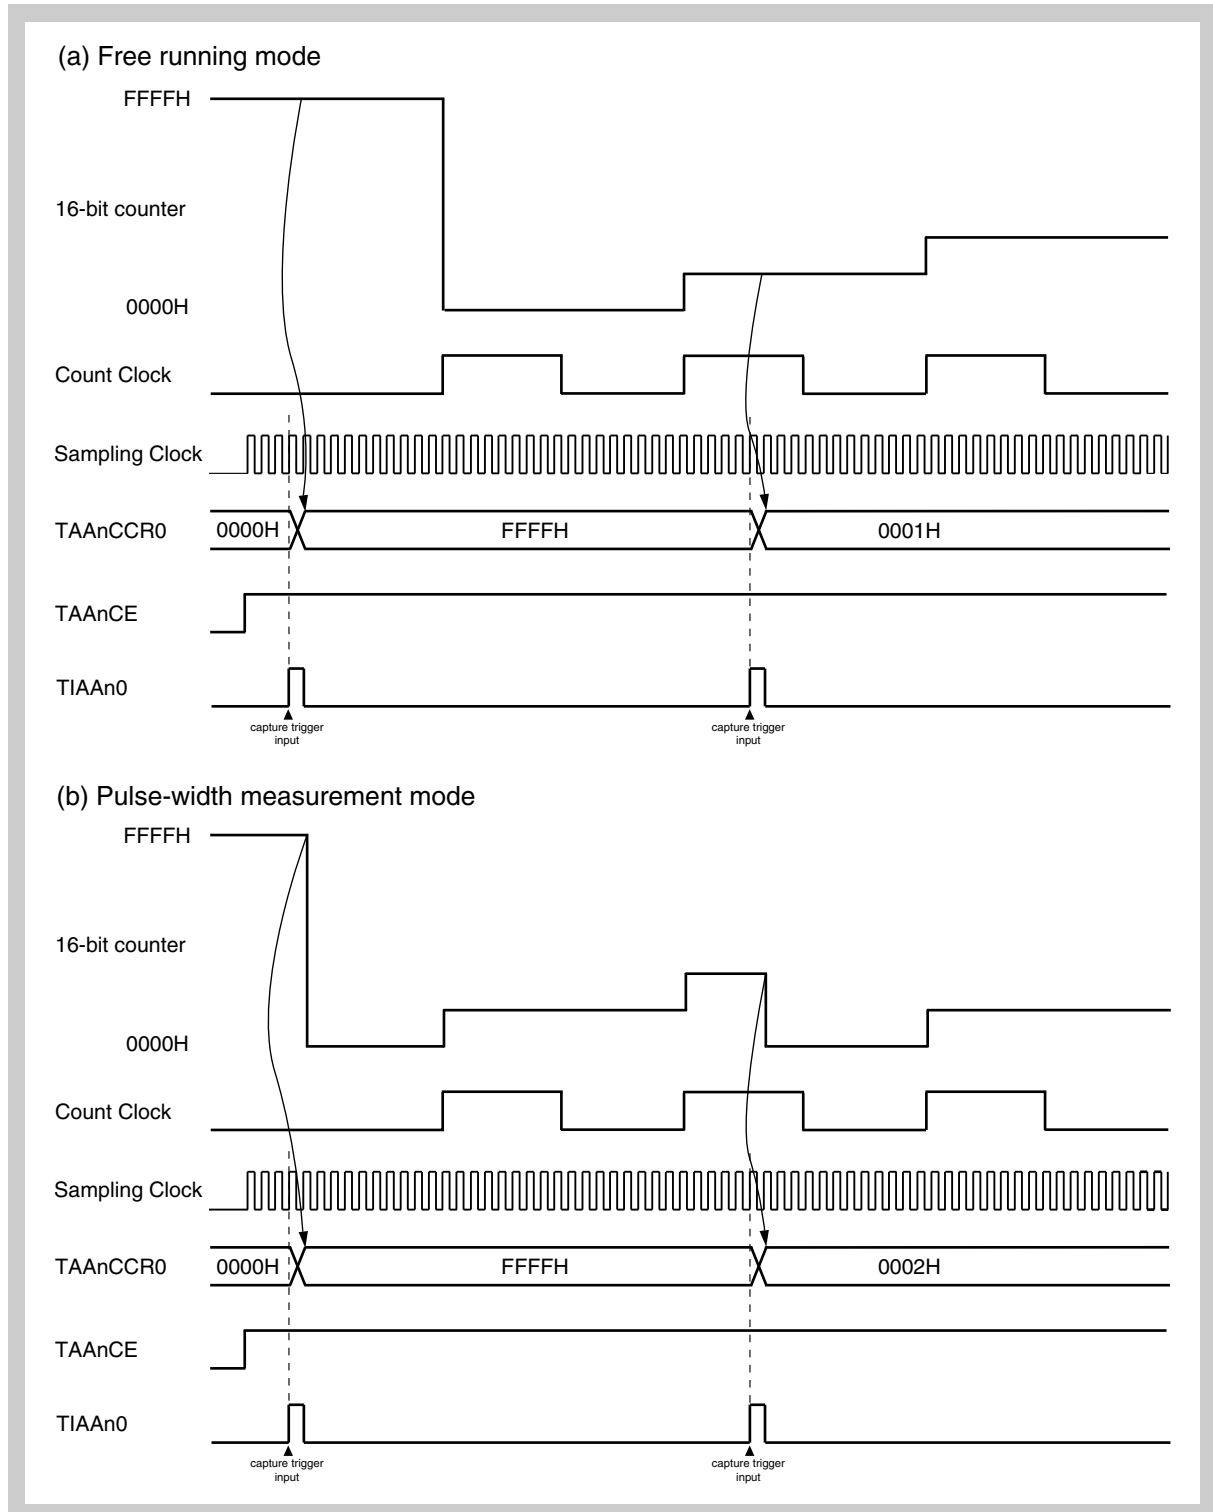 (a) Free running mode
FFFFH
16-bit counter
0000H
Count Clock
Sampling Clock
TAAnCCR0 0000H FFFFH 0001H
TAAnCE
TIAAn0
capture trigger
input
capture trigger
input
(b) Pulse-width measurement mode
FFFFH
16-bit counter
0000H
Count Clock
Sampling Clock
TAAnCCR0 0000H FFFFH 0002H
TAAnCE
TIAAn0
capture trigger
input
capture trigger
input